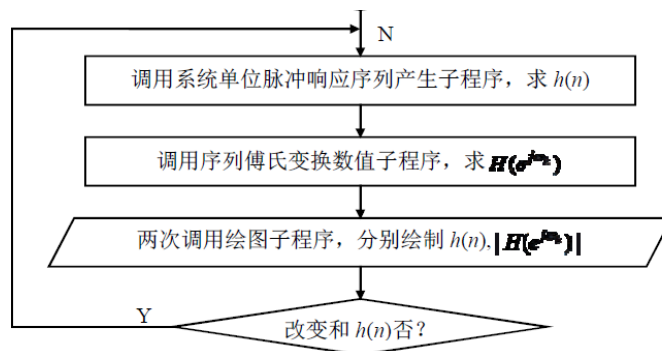 N
调用系统单位脉冲响应序列产生子程序，求 h(n)
调用序列傅氏变换数值子程序，求 H(e^{jω_k})
两次调用绘图子程序，分别绘制 h(n),|H(e^{jω_k})|
Y
改变和 h(n)否？